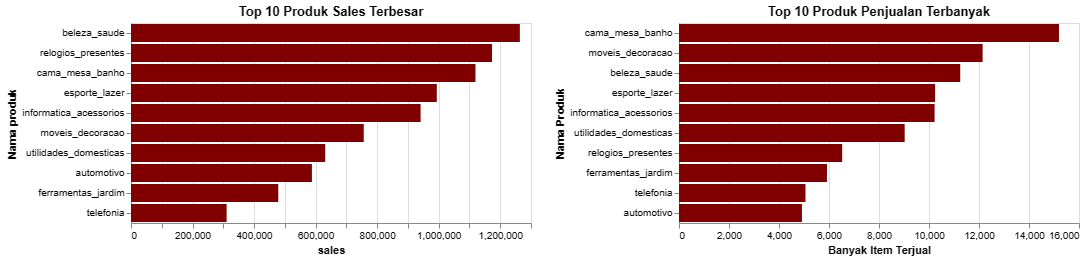 Top 10 Produk Sales Terbesar
Nama produk
beleza_saude
relogios_presentes
cama_mesa_banho
esporte_lazer
informatica_acessorios
moveis_decoracao
utilidades_domesticas
automotivo
ferramentas_jardim
telefonia
0 200,000 400,000 600,000 800,000 1,000,000 1,200,000
sales
Top 10 Produk Penjualan Terbanyak
Nama Produk
cama_mesa_banho
moveis_decoracao
beleza_saude
esporte_lazer
informatica_acessorios
utilidades_domesticas
relogios_presentes
ferramentas_jardim
telefonia
automotivo
0 2,000 4,000 6,000 8,000 10,000 12,000 14,000 16,000
Banyak Item Terjual